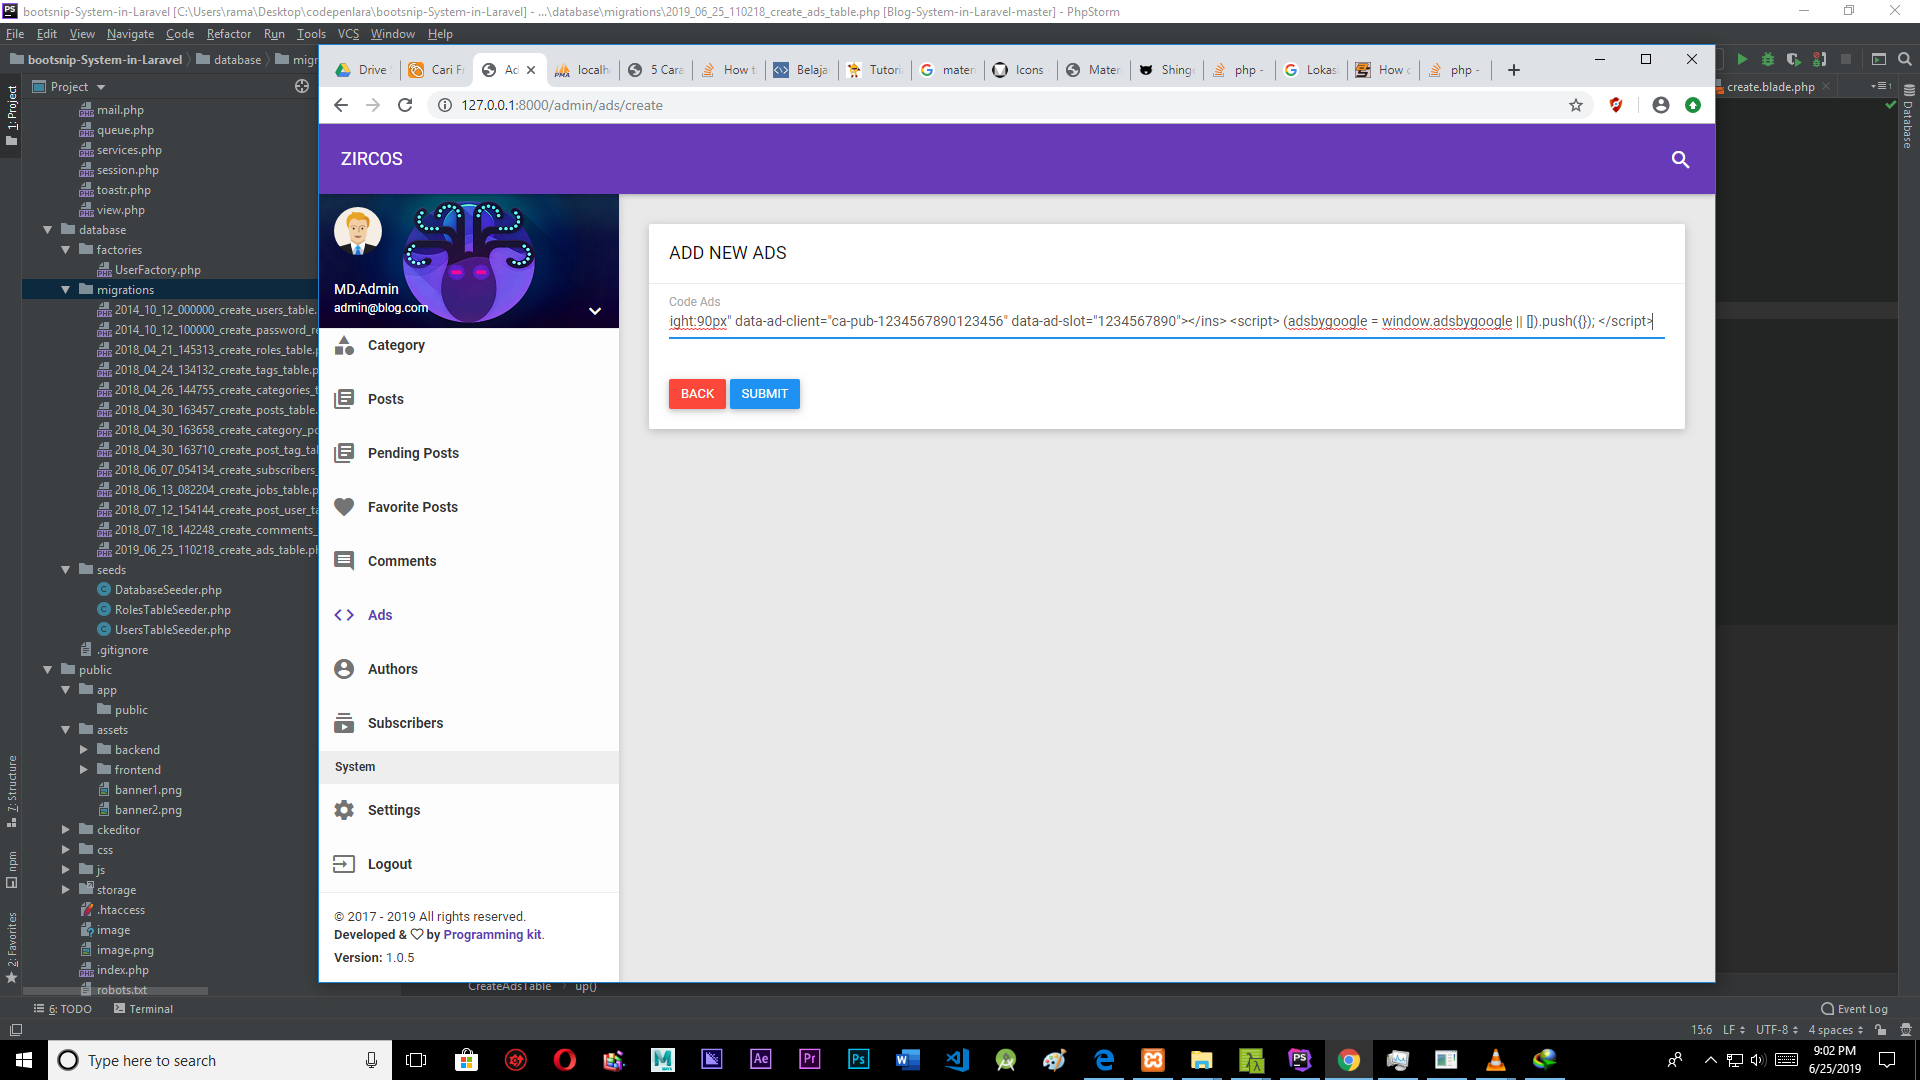 bootsnip-System-in-Laravel [C:\Users\rama\Desktop\codepenlara\bootsnip-System-in-Laravel] - ...\database\migrations\2019_06_25_110218_create_ads_table.php [Blog-System-in-Laravel-master] - PhpStorm
File Edit View Navigate Code Refactor Run Tools VCS Window Help
bootsnip-System-in-Laravel database migr
Project
1: Project
mail.php
queue.php
services.php
session.php
toastr.php
view.php
database
factories
UserFactory.php
migrations
2014_10_12_000000_create_users_table.
2014_10_12_100000_create_password_re
2018_04_21_145313_create_roles_table.p
2018_04_24_134132_create_tags_table.p
2018_04_26_144755_create_categories_t
2018_04_30_163457_create_posts_table.
2018_04_30_163658_create_category_po
2018_04_30_163710_create_post_tag_tal
2018_06_07_054134_create_subscribers_
2018_06_13_082204_create_jobs_table.p
2018_07_12_154144_create_post_user_ta
2018_07_18_142248_create_comments_
2019_06_25_110218_create_ads_table.ph
seeds
DatabaseSeeder.php
RolesTableSeeder.php
UsersTableSeeder.php
.gitignore
public
app
public
assets
backend
frontend
banner1.png
banner2.png
ckeditor
css
js
storage
.htaccess
image
image.png
index.php
robots.txt
7: Structure
npm
2: Favorites
Drive Cari Fr Ad localh 5 Cara How t Belaja Tutori materi Icons Mater Shing php - Lokas How c php -
127.0.0.1:8000/admin/ads/create
ZIRCOS
MD.Admin
admin@blog.com
Category
Posts
Pending Posts
Favorite Posts
Comments
Ads
Authors
Subscribers
System
Settings
Logout
© 2017 - 2019 All rights reserved.
Developed & ♡ by Programming kit.
Version: 1.0.5
ADD NEW ADS
Code Ads
ight:90px" data-ad-client="ca-pub-1234567890123456" data-ad-slot="1234567890"></ins> <script> (adsbygoogle = window.adsbygoogle || []).push({}); </script>
BACK SUBMIT
create.blade.php
Database
CreateAdsTable up()
6: TODO Terminal
Event Log
15:6 LF UTF-8 4 spaces
Type here to search
9:02 PM
6/25/2019